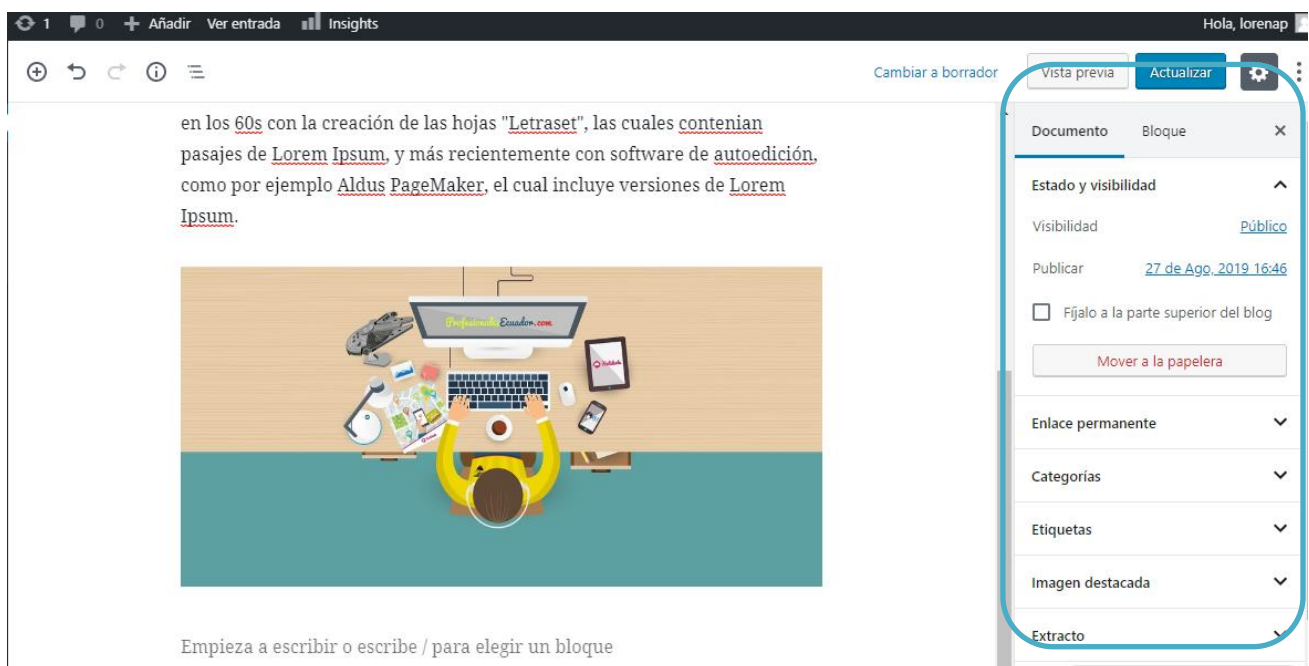 1 0 Añadir Ver entrada Insights Hola, lorenap
Cambiar a borrador Vista previa Actualizar
en los 60s con la creación de las hojas "Letraset", las cuales contenian
pasajes de Lorem Ipsum, y más recientemente con software de autoedición,
como por ejemplo Aldus PageMaker, el cual incluye versiones de Lorem
Ipsum.
ProfesionalesEcuador.com
Empieza a escribir o escribe / para elegir un bloque
Documento Bloque
Estado y visibilidad
Visibilidad Público
Publicar 27 de Ago, 2019 16:46
Fíjalo a la parte superior del blog
Mover a la papelera
Enlace permanente
Categorías
Etiquetas
Imagen destacada
Extracto